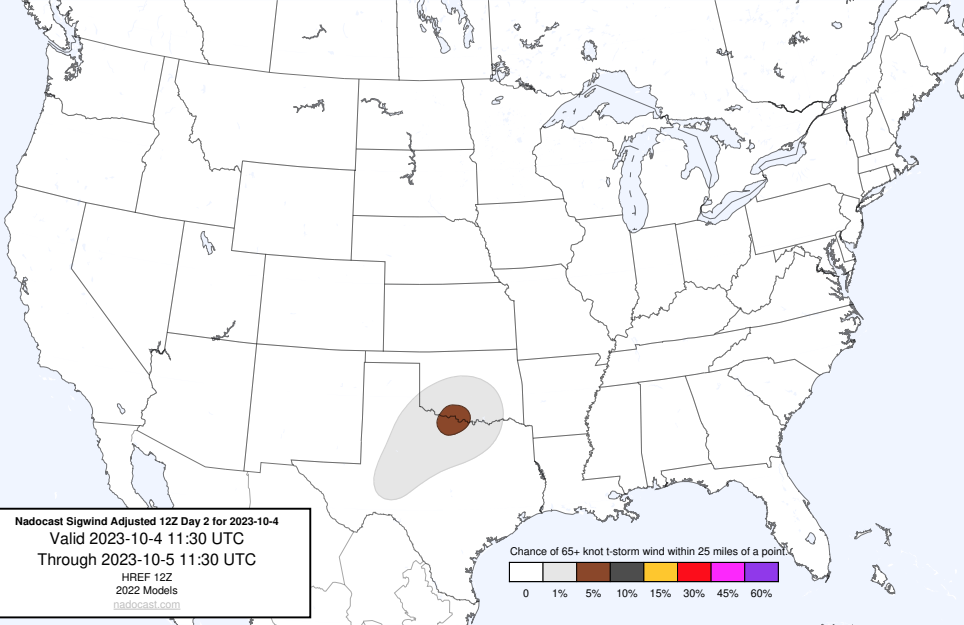 Nadocast Sigwind Adjusted 12Z Day 2 for 2023-10-4
Valid 2023-10-4 11:30 UTC
Through 2023-10-5 11:30 UTC
HREF 12Z
2022 Models
nadocast.com
Chance of 65+ knot t-storm wind within 25 miles of a point.
0 1% 5% 10% 15% 30% 45% 60%